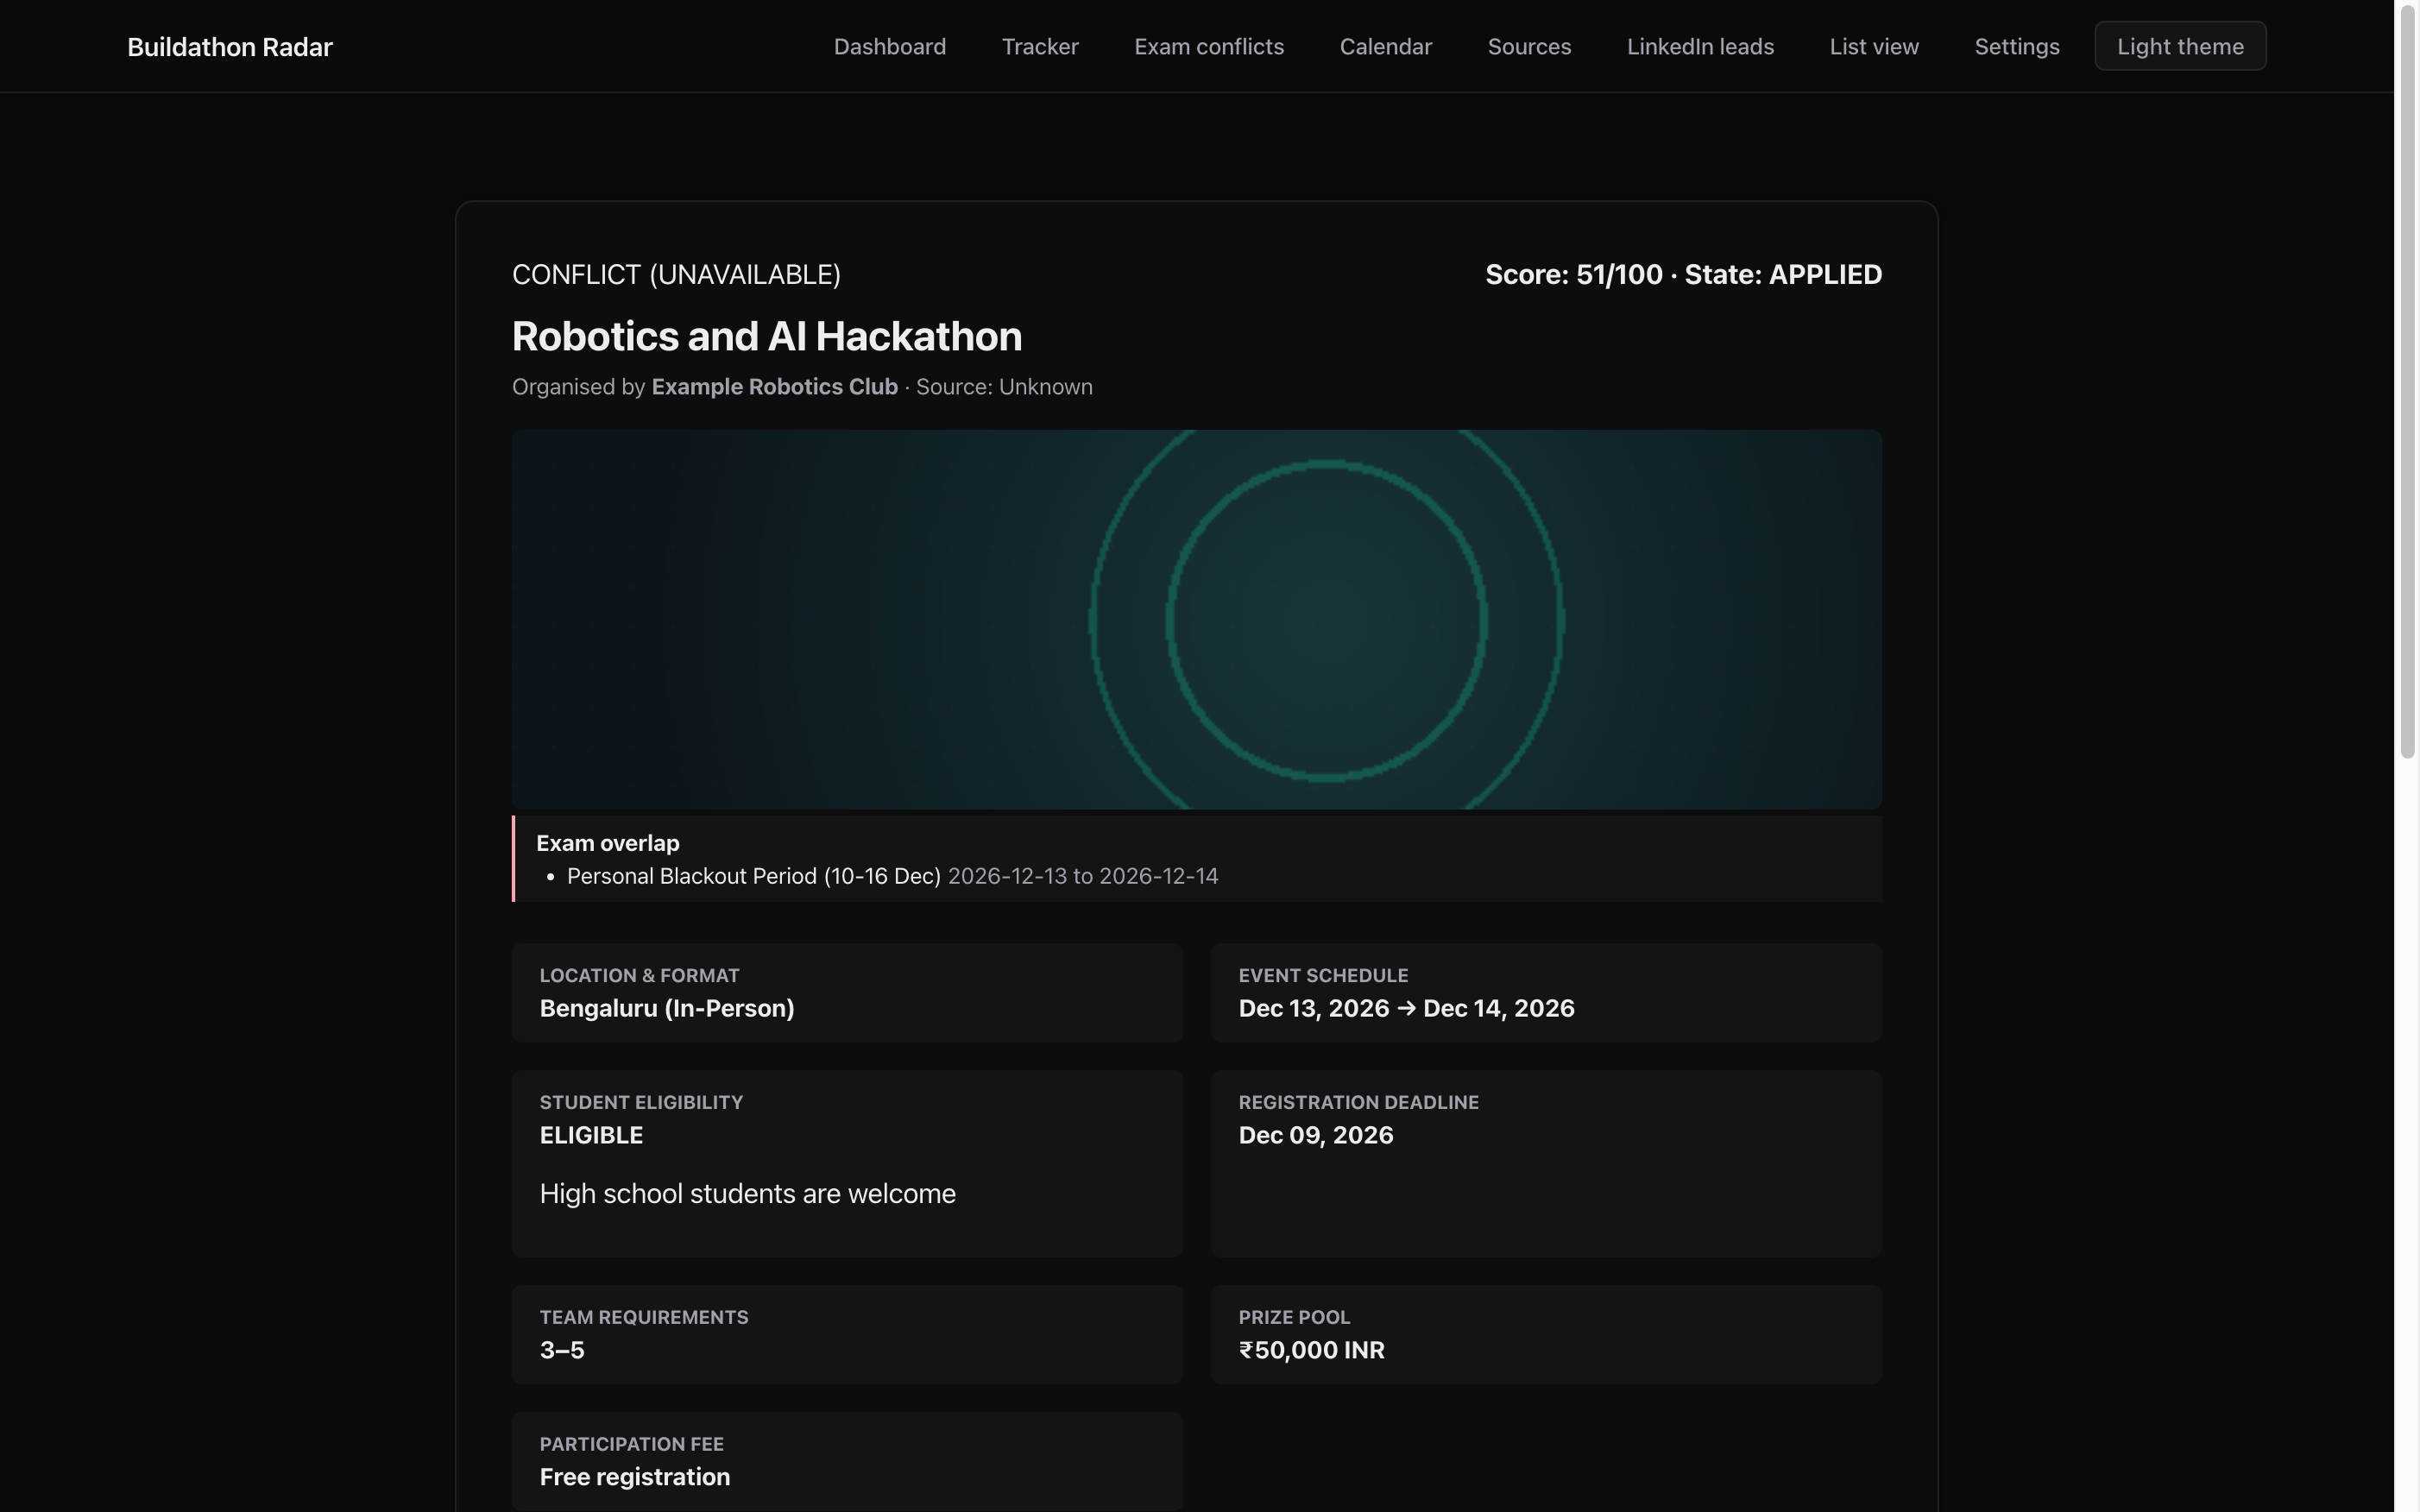 Buildathon Radar
Dashboard
Tracker
Exam conflicts
Calendar
Sources
LinkedIn leads
List view
Settings
Light theme
CONFLICT (UNAVAILABLE)
Score: 51/100 · State: APPLIED
Robotics and AI Hackathon
Organised by Example Robotics Club · Source: Unknown
Exam overlap
• Personal Blackout Period (10-16 Dec) 2026-12-13 to 2026-12-14
LOCATION & FORMAT
Bengaluru (In-Person)
EVENT SCHEDULE
Dec 13, 2026 → Dec 14, 2026
STUDENT ELIGIBILITY
ELIGIBLE
High school students are welcome
REGISTRATION DEADLINE
Dec 09, 2026
TEAM REQUIREMENTS
3–5
PRIZE POOL
₹50,000 INR
PARTICIPATION FEE
Free registration